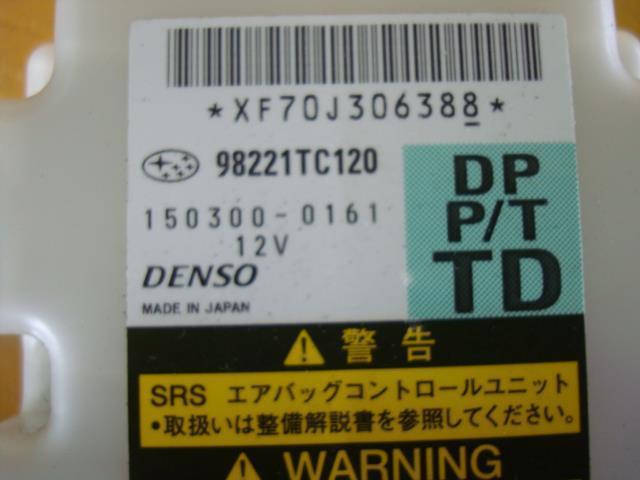 *XF70J306388*
98221TC120
150300-0161
12V
DENSO
MADE IN JAPAN
DP
P/T
TD
警告
SRS エアバッグコントロールユニット
•取扱いは整備解説書を参照してください。
WARNING